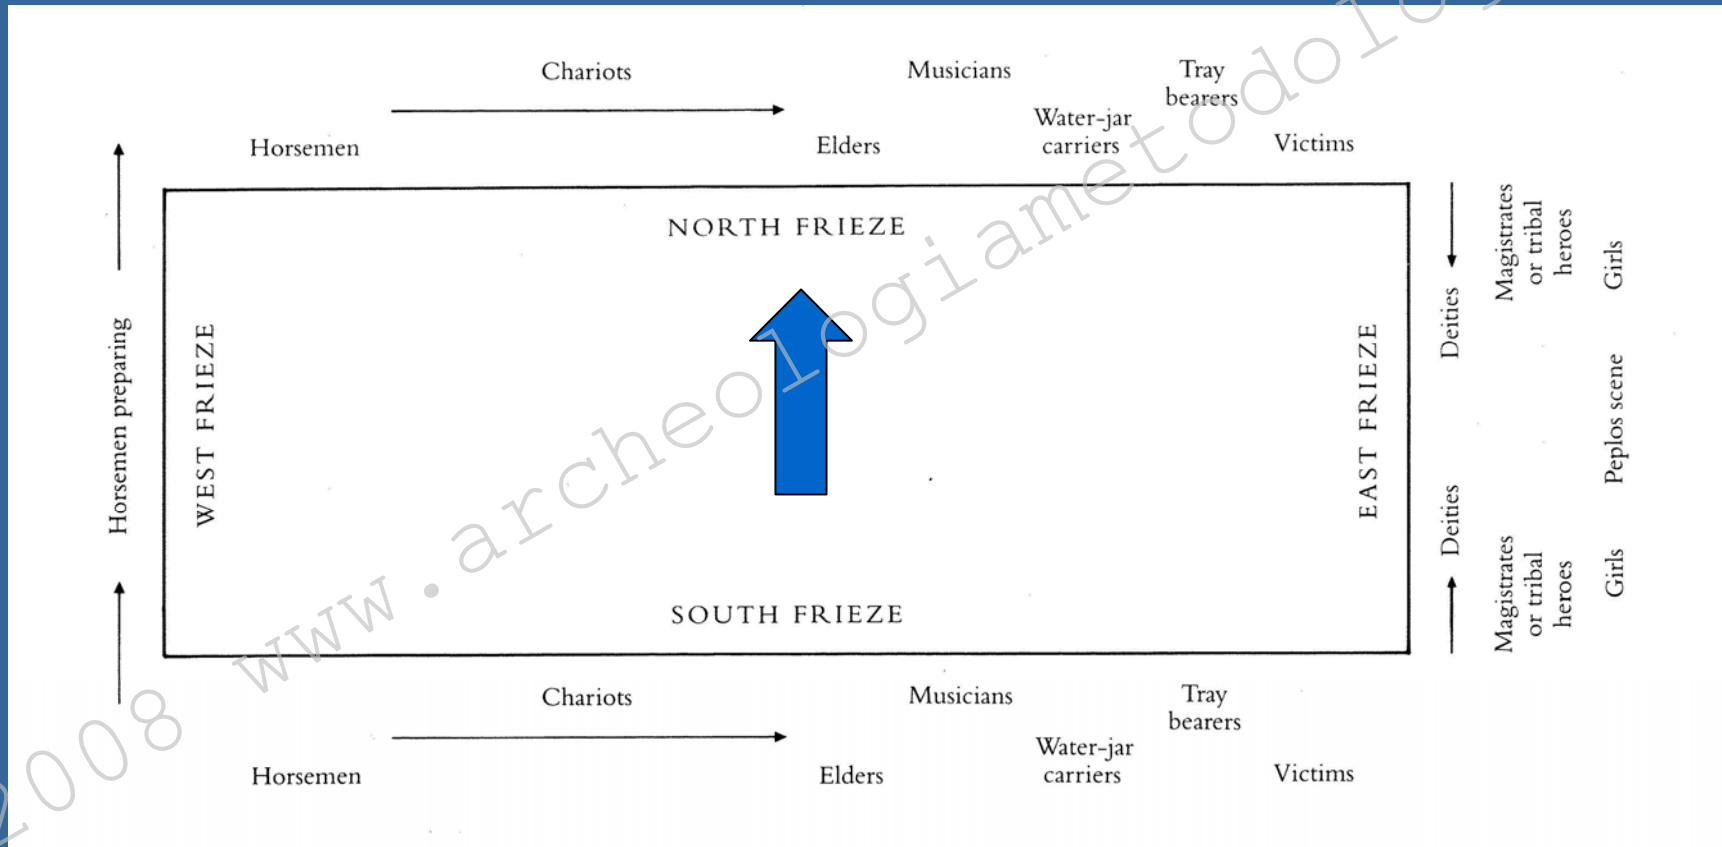 Chariots
Musicians
Tray
bearers
Water-jar
carriers
Horsemen
Elders
Victims
NORTH FRIEZE
Horsemen preparing
WEST FRIEZE
EAST FRIEZE
Deities
Magistrates
or tribal
heroes
Girls
Peplos scene
Deities
Magistrates
or tribal
heroes
Girls
SOUTH FRIEZE
Chariots
Musicians
Tray
bearers
Water-jar
carriers
Horsemen
Elders
Victims
2008 www.archeologiametodolo